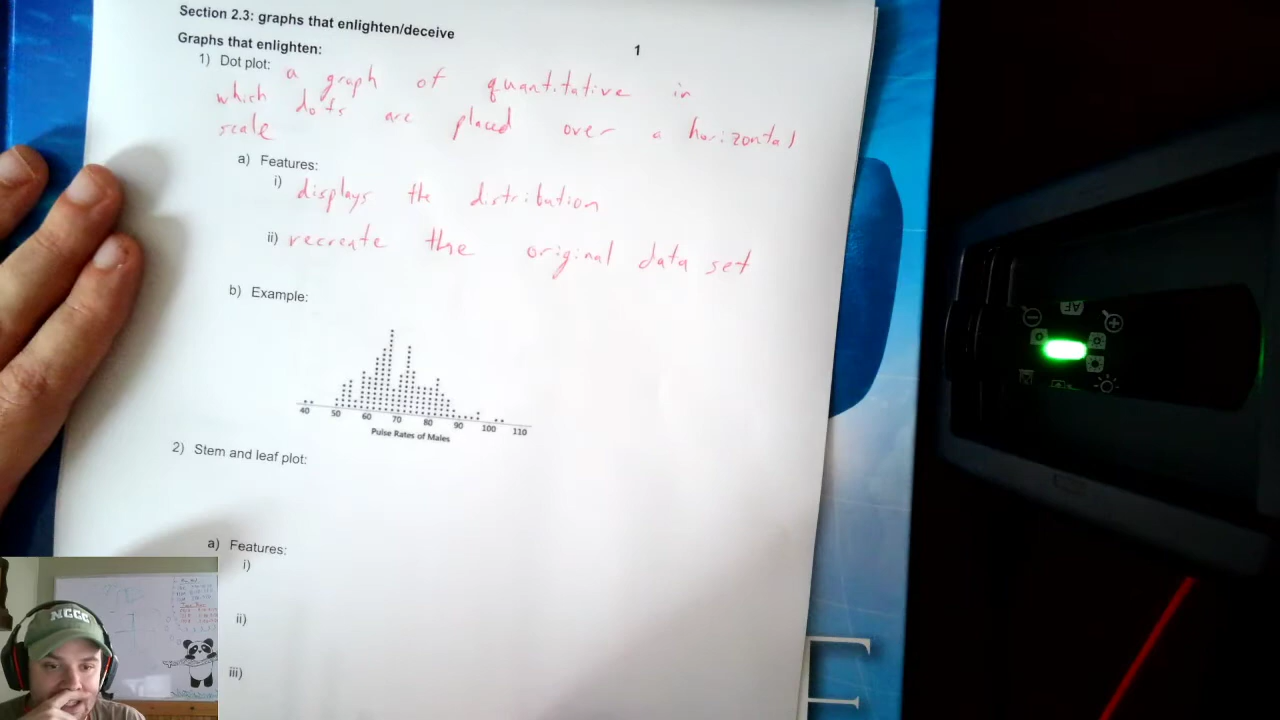 Section 2.3: graphs that enlighten/deceive
1
Graphs that enlighten:
1) Dot plot: a graph of quantitative in
which dots are placed over a horizontal
scale
a) Features:
i) displays the distribution
ii) recreate the original data set
b) Example:
40 50 60 70 80 90 100 110
Pulse Rates of Males
2) Stem and leaf plot:
a) Features:
i)
ii)
iii)
AF
NGCC